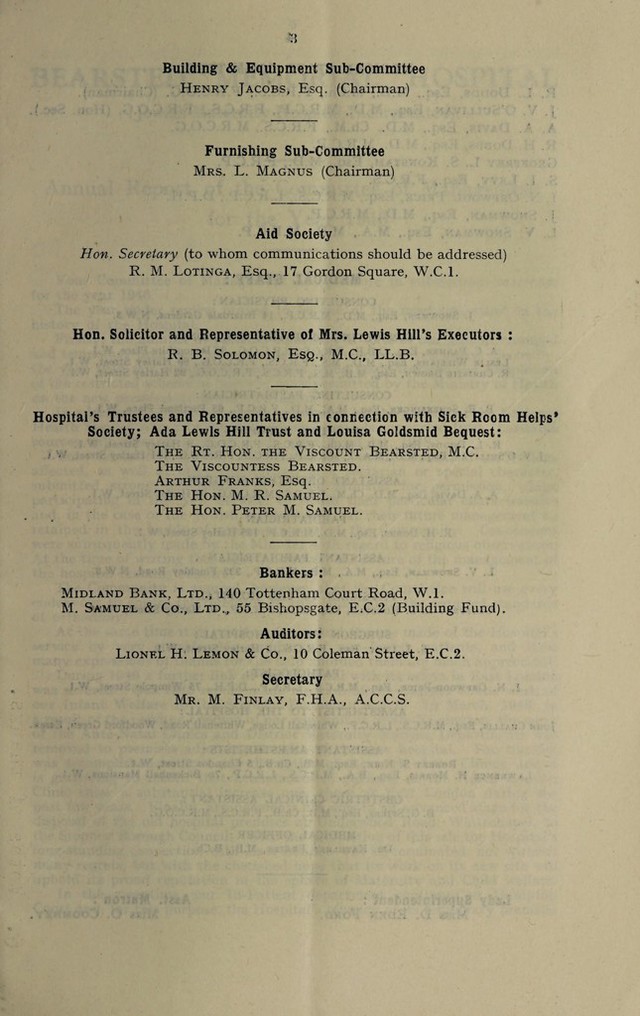 3
Building & Equipment Sub-Committee
Henry Jacobs, Esq. (Chairman)
Furnishing Sub-Committee
Mrs. L. Magnus (Chairman)
Aid Society
Hon. Secretary (to whom communications should be addressed)
R. M. Lotinga, Esq., 17 Gordon Square, W.C.1.
Hon. Solicitor and Representative of Mrs. Lewis Hill's Executors :
R. B. Solomon, Esq., M.C., LL.B.
Hospital's Trustees and Representatives in connection with Sick Room Helps'
Society; Ada Lewis Hill Trust and Louisa Goldsmid Bequest:
The Rt. Hon. the Viscount Bearsted, M.C.
The Viscountess Bearsted.
Arthur Franks, Esq.
The Hon. M. R. Samuel.
The Hon. Peter M. Samuel.
Bankers :
Midland Bank, Ltd., 140 Tottenham Court Road, W.1.
M. Samuel & Co., Ltd., 55 Bishopsgate, E.C.2 (Building Fund).
Auditors:
Lionel H. Lemon & Co., 10 Coleman Street, E.C.2.
Secretary
Mr. M. Finlay, F.H.A., A.C.C.S.